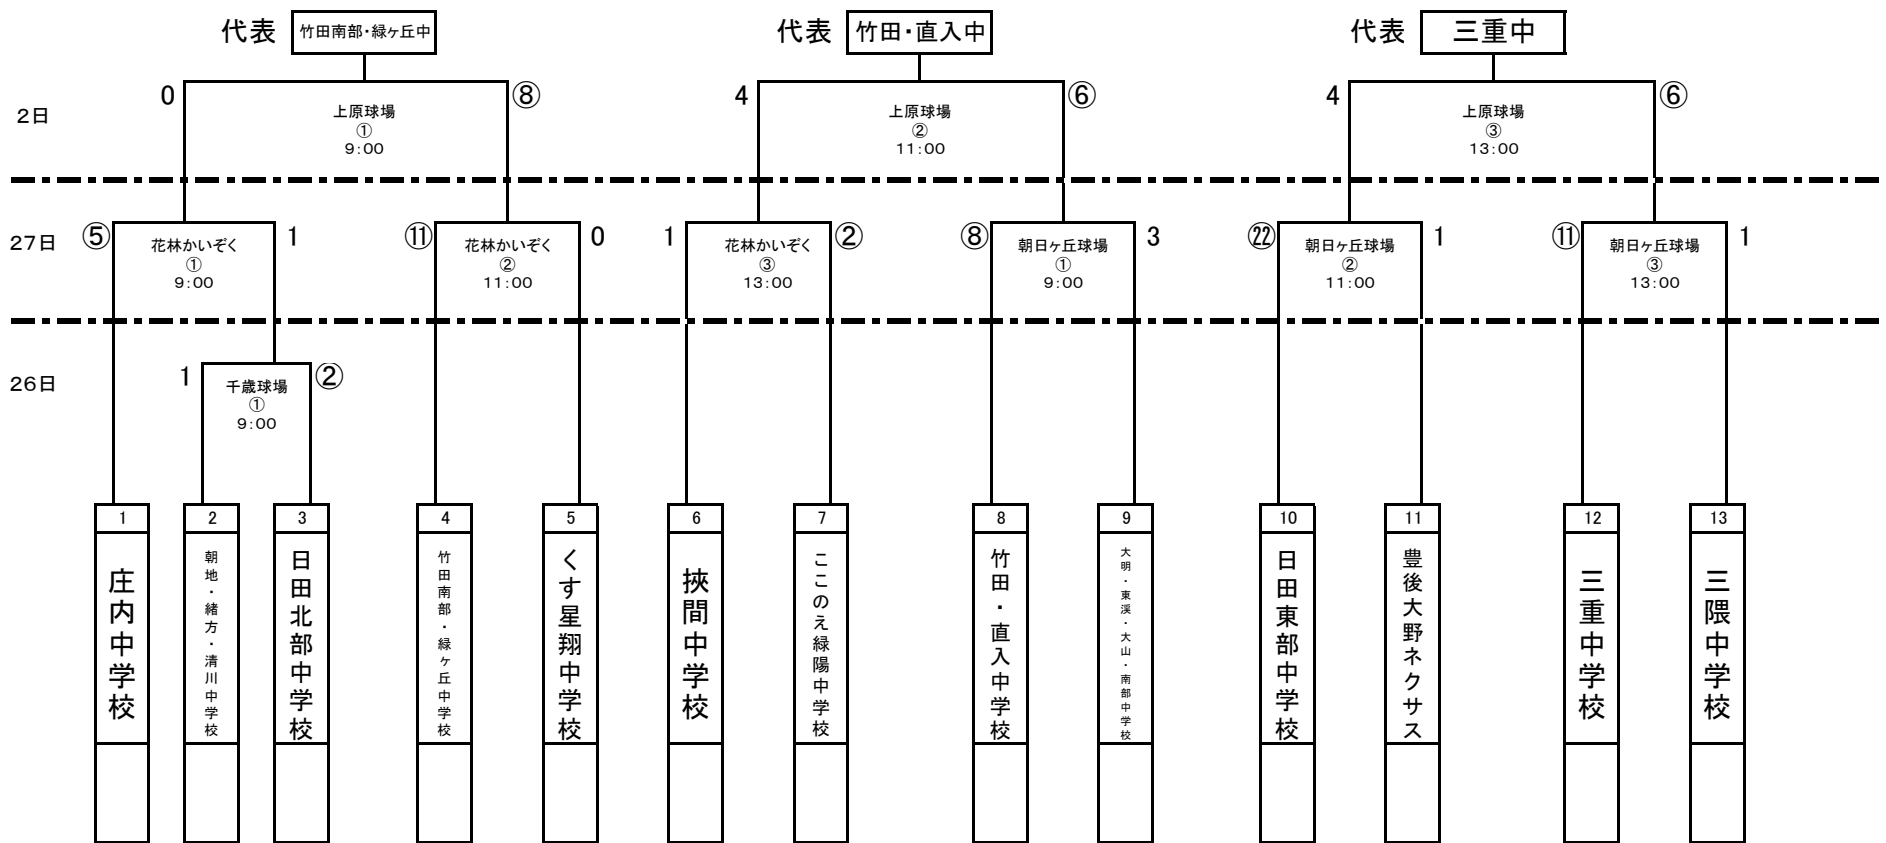 代表 竹田南部・緑ヶ丘中
代表 竹田・直入中
代表 三重中
0 ⑧ 4 ⑥ 4 ⑥
2日
上原球場
①
9:00
上原球場
②
11:00
上原球場
③
13:00
27日
⑤ 1 ⑪ 0 1 ② ⑧ 3 ㉒ 1 ⑪ 1
花林かいぞく
①
9:00
花林かいぞく
②
11:00
花林かいぞく
③
13:00
朝日ヶ丘球場
①
9:00
朝日ヶ丘球場
②
11:00
朝日ヶ丘球場
③
13:00
26日
1 ②
千歳球場
①
9:00
1
庄内中学校
2
朝地・緒方・清川中学校
3
日田北部中学校
4
竹田南部・緑ヶ丘中学校
5
くす星翔中学校
6
挾間中学校
7
ここのえ緑陽中学校
8
竹田・直入中学校
9
大明・東渓・大山・南部中学校
10
日田東部中学校
11
豊後大野ネクサス
12
三重中学校
13
三隈中学校